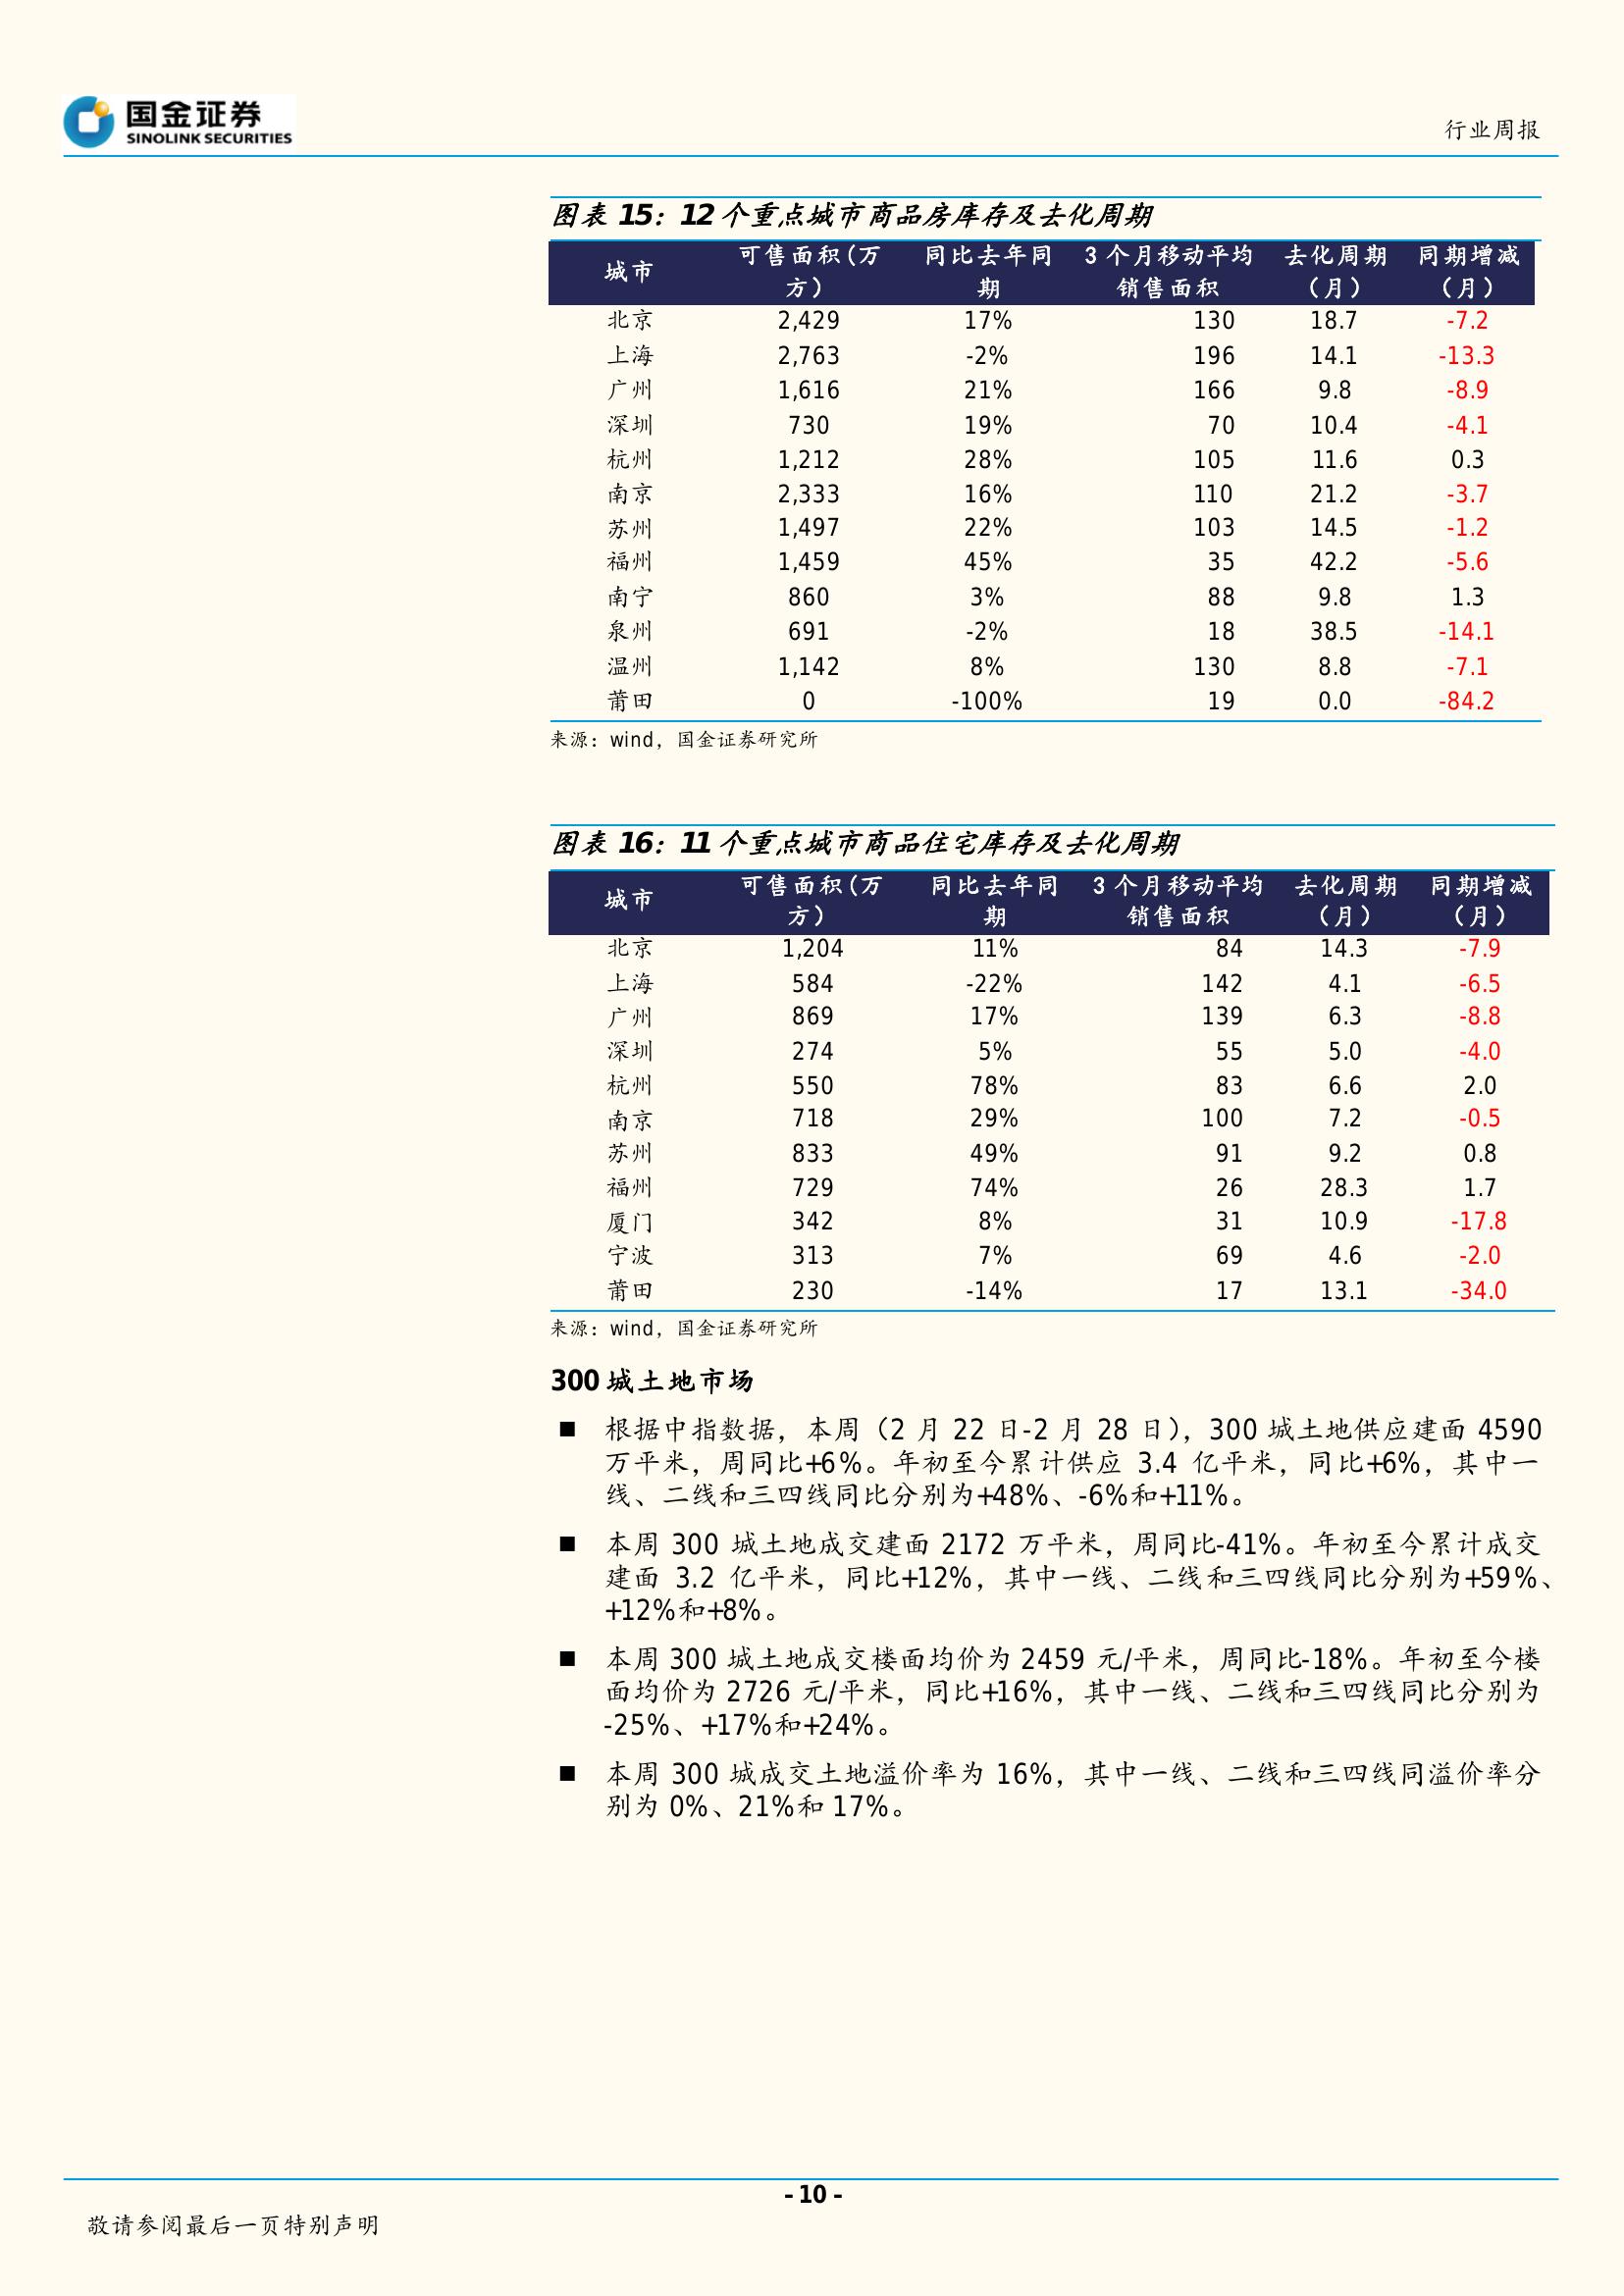 国金证券
SINOLINK SECURITIES
行业周报
图表 15：12 个重点城市商品房库存及去化周期
城市 可售面积(万方) 同比去年同期 3 个月移动平均销售面积 去化周期（月） 同期增减（月）
北京 2,429 17% 130 18.7 -7.2
上海 2,763 -2% 196 14.1 -13.3
广州 1,616 21% 166 9.8 -8.9
深圳 730 19% 70 10.4 -4.1
杭州 1,212 28% 105 11.6 0.3
南京 2,333 16% 110 21.2 -3.7
苏州 1,497 22% 103 14.5 -1.2
福州 1,459 45% 35 42.2 -5.6
南宁 860 3% 88 9.8 1.3
泉州 691 -2% 18 38.5 -14.1
温州 1,142 8% 130 8.8 -7.1
莆田 0 -100% 19 0.0 -84.2
来源：wind，国金证券研究所
图表 16：11 个重点城市商品住宅库存及去化周期
城市 可售面积(万方) 同比去年同期 3 个月移动平均销售面积 去化周期（月） 同期增减（月）
北京 1,204 11% 84 14.3 -7.9
上海 584 -22% 142 4.1 -6.5
广州 869 17% 139 6.3 -8.8
深圳 274 5% 55 5.0 -4.0
杭州 550 78% 83 6.6 2.0
南京 718 29% 100 7.2 -0.5
苏州 833 49% 91 9.2 0.8
福州 729 74% 26 28.3 1.7
厦门 342 8% 31 10.9 -17.8
宁波 313 7% 69 4.6 -2.0
莆田 230 -14% 17 13.1 -34.0
来源：wind，国金证券研究所
300 城土地市场
■ 根据中指数据，本周（2 月 22 日-2 月 28 日），300 城土地供应建面 4590
万平米，周同比+6%。年初至今累计供应 3.4 亿平米，同比+6%，其中一
线、二线和三四线同比分别为+48%、-6%和+11%。
■ 本周 300 城土地成交建面 2172 万平米，周同比-41%。年初至今累计成交
建面 3.2 亿平米，同比+12%，其中一线、二线和三四线同比分别为+59%、
+12%和+8%。
■ 本周 300 城土地成交楼面均价为 2459 元/平米，周同比-18%。年初至今楼
面均价为 2726 元/平米，同比+16%，其中一线、二线和三四线同比分别为
-25%、+17%和+24%。
■ 本周 300 城成交土地溢价率为 16%，其中一线、二线和三四线同溢价率分
别为 0%、21%和 17%。
- 10 -
敬请参阅最后一页特别声明